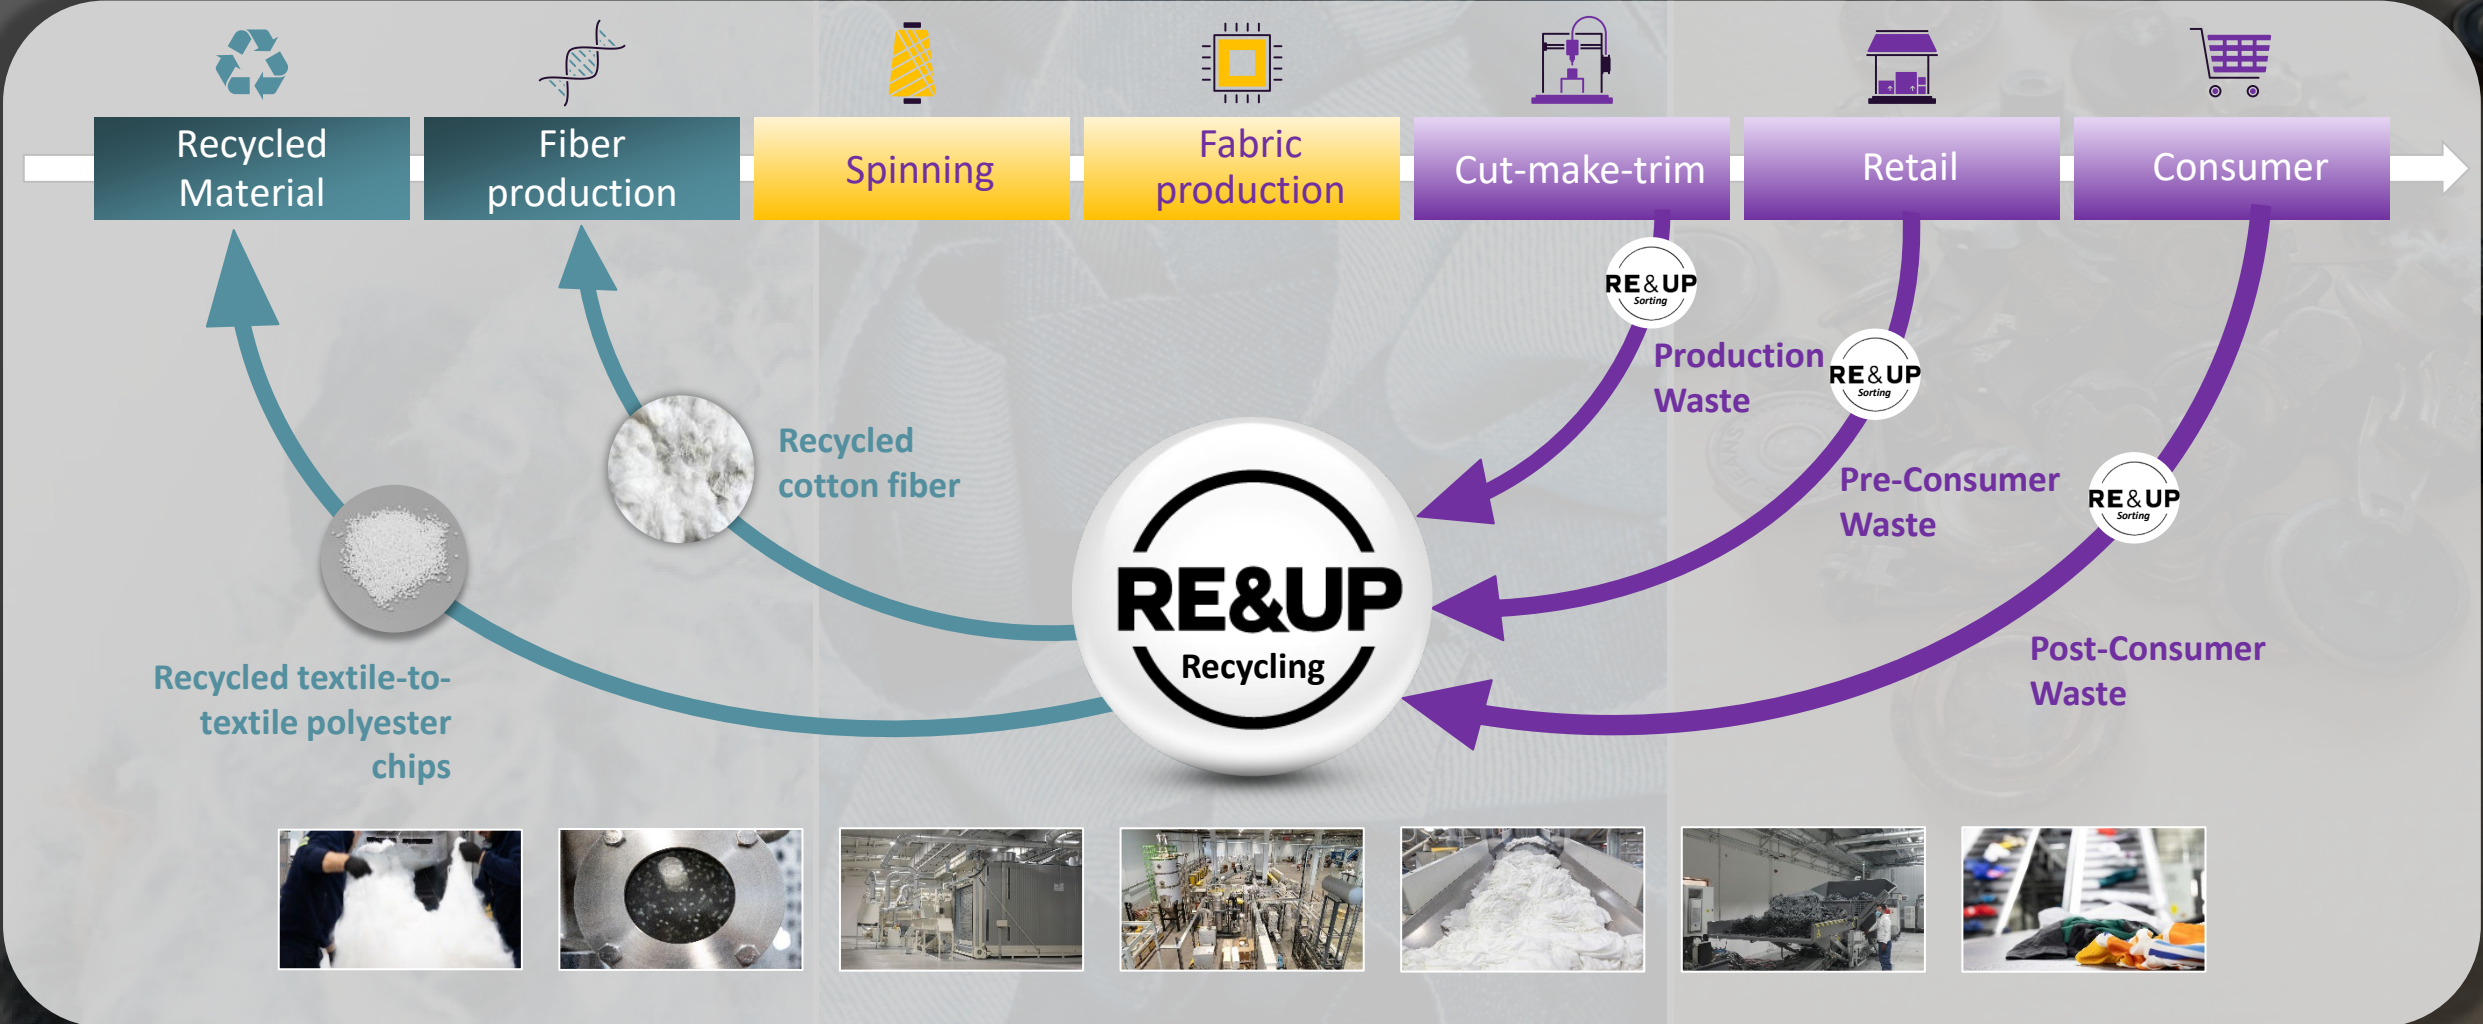 Recycled
Material
Fiber
production
Spinning
Fabric
production
Cut-make-trim
Retail
Consumer
RE&UP
Sorting
Production
Waste
RE&UP
Sorting
Pre-Consumer
Waste
RE&UP
Sorting
Post-Consumer
Waste
Recycled
cotton fiber
RE&UP
Recycling
Recycled textile-to-
textile polyester
chips